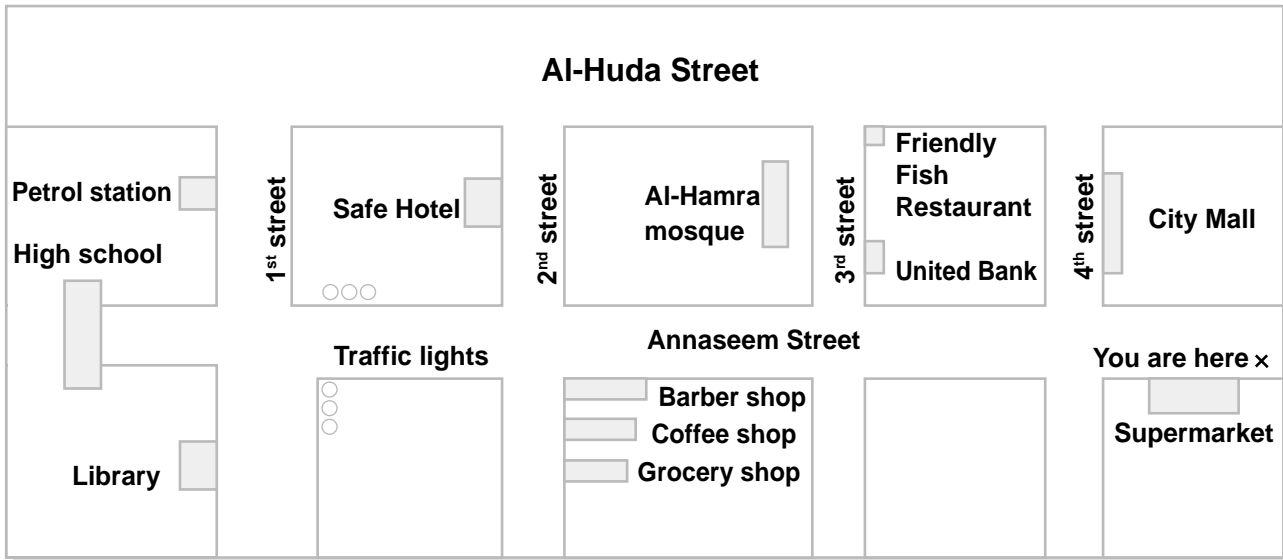 Al-Huda Street
Petrol station
High school
1st street
Safe Hotel
2nd street
Al-Hamra
mosque
3rd street
Friendly
Fish
Restaurant
United Bank
4th street
City Mall
Annaseem Street
Traffic lights
You are here ×
Barber shop
Coffee shop
Grocery shop
Supermarket
Library